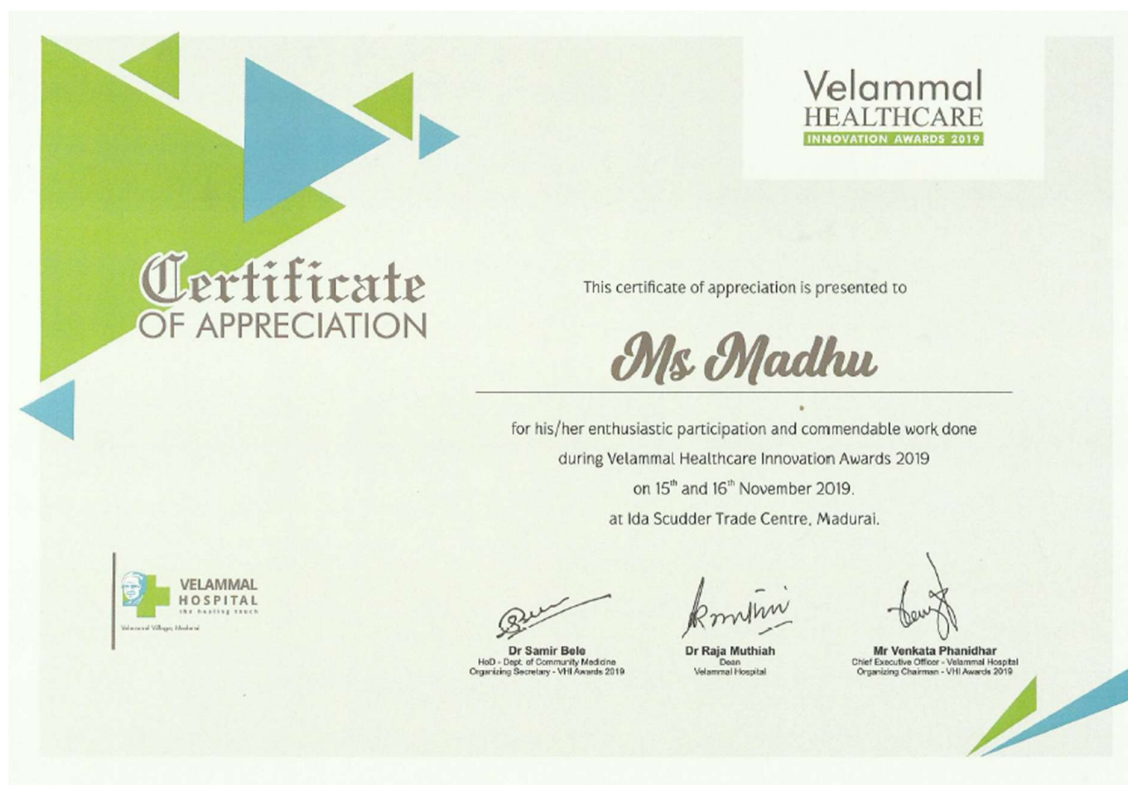 Velammal
HEALTHCARE
INNOVATION AWARDS 2019
Certificate
OF APPRECIATION
This certificate of appreciation is presented to
Ms Madhu
for his/her enthusiastic participation and commendable work done
during Velammal Healthcare Innovation Awards 2019
on 15th and 16th November 2019.
at Ida Scudder Trade Centre, Madurai.
VELAMMAL
HOSPITAL
the healing touch
Velammal Village, Madurai
Dr Samir Bele
HoD - Dept. of Community Medicine
Organizing Secretary - VHI Awards 2019
Dr Raja Muthiah
Dean
Velammal Hospital
Mr Venkata Phanidhar
Chief Executive Officer - Velammal Hospital
Organizing Chairman - VHI Awards 2019